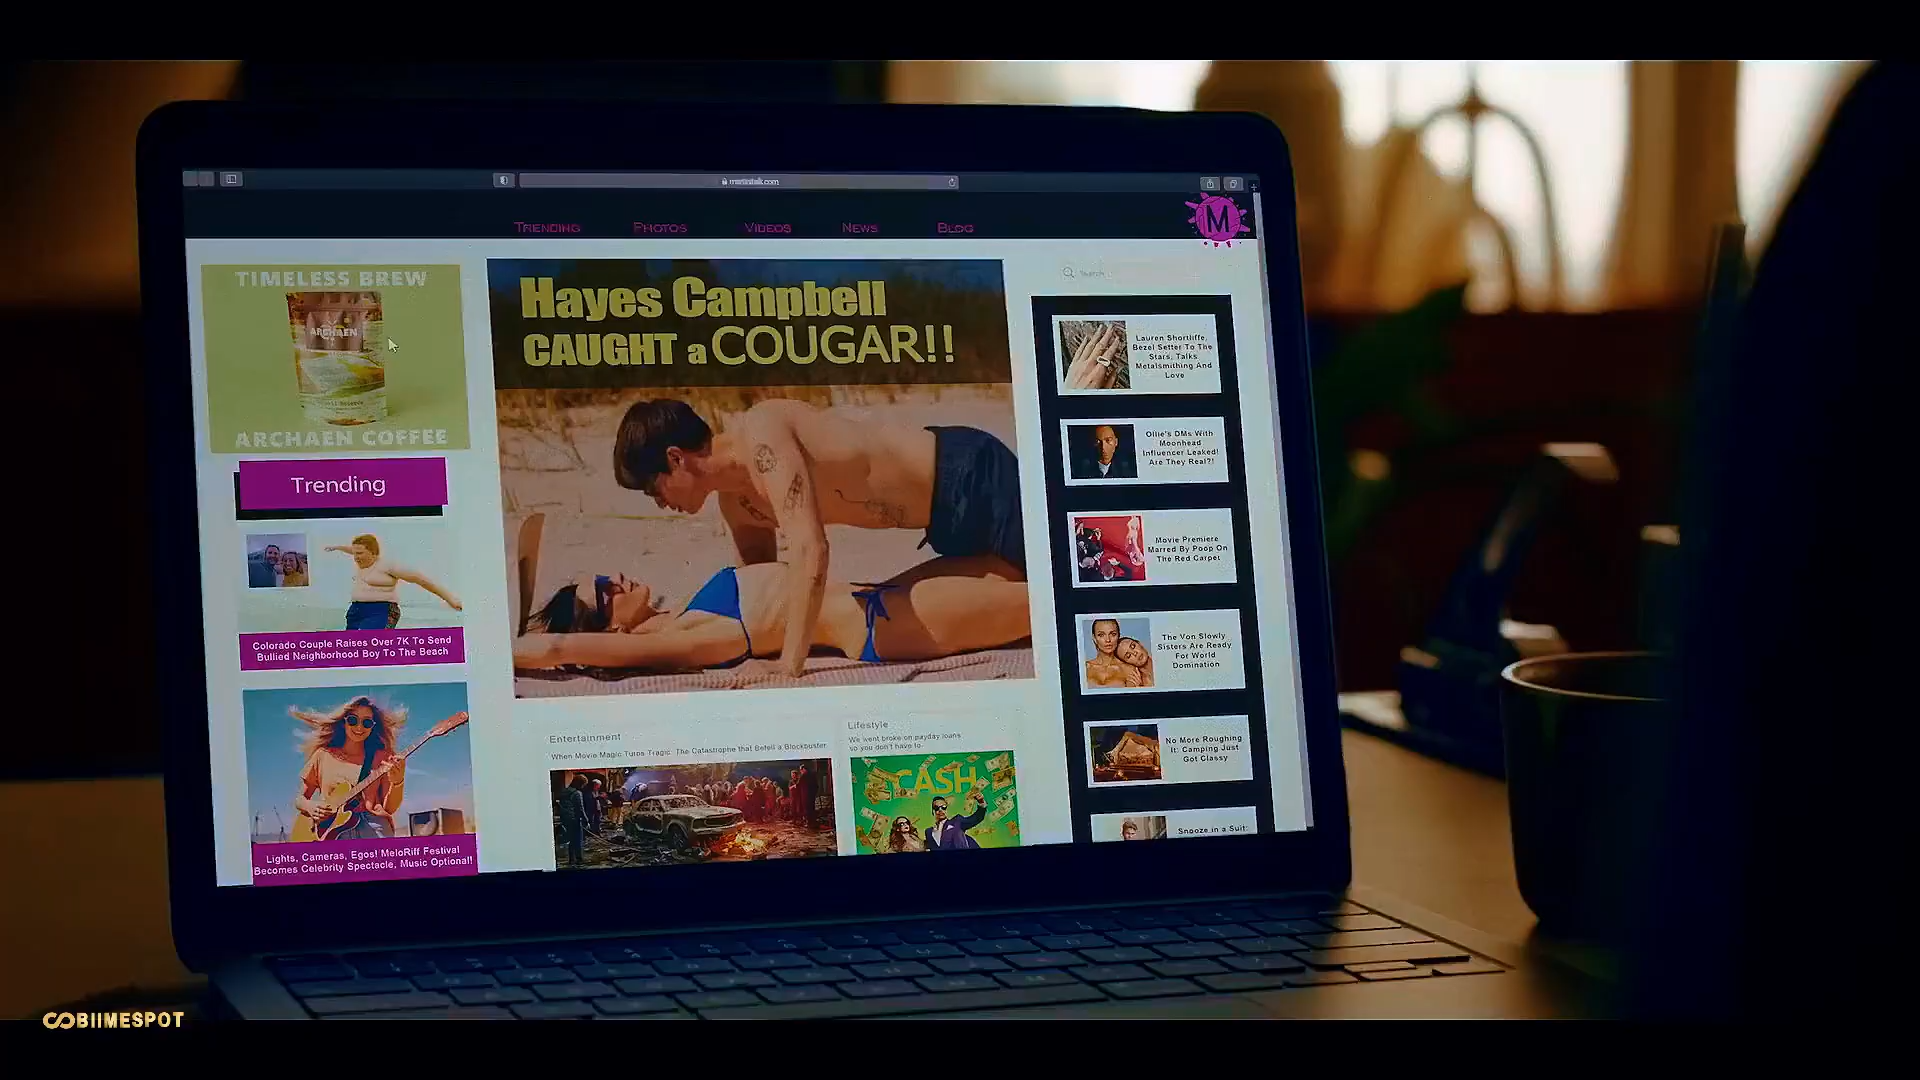 TRENDING
PHOTOS
VIDEOS
NEWS
BLOG
M
TIMELESS BREW
ARCHAEN
ARCHAEN COFFEE
Trending
Colorado Couple Raises Over 7K To Send
Bullied Neighborhood Boy To The Beach
Lights, Cameras, Egos! MeloRiff Festival
Becomes Celebrity Spectacle, Music Optional!
Hayes Campbell
CAUGHT a COUGAR!!
Entertainment
When Movie Magic Turns Tragic: The Catastrophe that Befell a Blockbuster
Lifestyle
We went broke on payday loans
so you don't have to.
CASH
Search
Lauren Shortliffe,
Bezel Setter To The
Stars, Talks
Metalsmithing And
Love
Ollie's DMs With
Moonhead
Influencer Leaked!
Are They Real?!
Movie Premiere
Marred By Poop On
The Red Carpet
The Von Slowly
Sisters Are Ready
For World
Domination
No More Roughing
It: Camping Just
Got Classy
Snooze in a Suit:
BIIMESPOT